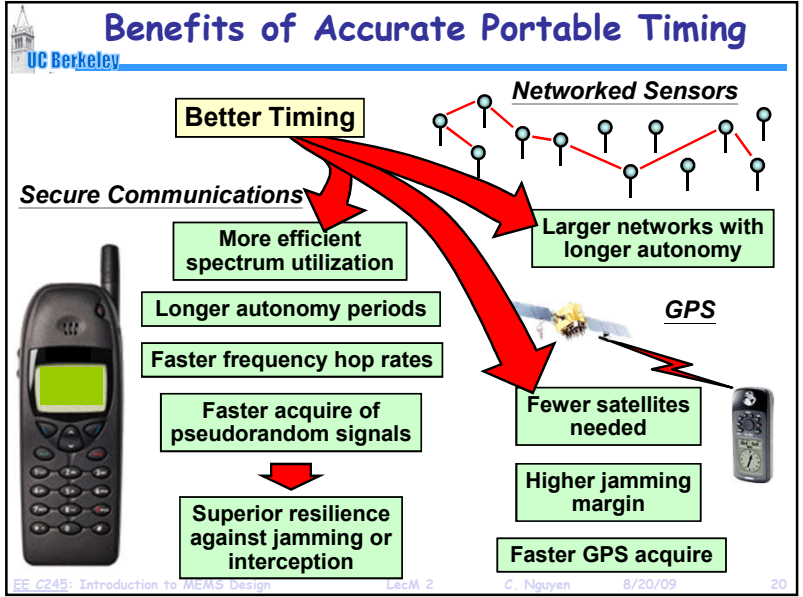 Benefits of Accurate Portable Timing
UC Berkeley
Networked Sensors
Better Timing
Secure Communications
More efficient
spectrum utilization
Longer autonomy periods
Faster frequency hop rates
Faster acquire of
pseudorandom signals
Superior resilience
against jamming or
interception
Larger networks with
longer autonomy
GPS
Fewer satellites
needed
Higher jamming
margin
Faster GPS acquire
EE C245: Introduction to MEMS Design LecM 2 C. Nguyen 8/20/09 20